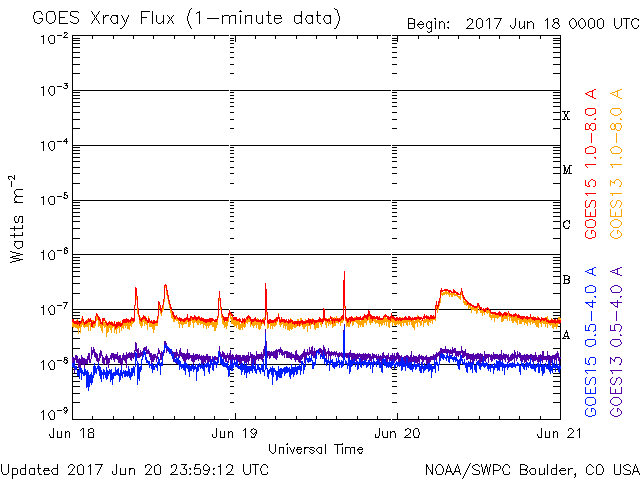 GOES Xray Flux (1-minute data)
Begin: 2017 Jun 18 0000 UTC
Watts m⁻²
10⁻²
10⁻³
10⁻⁴
10⁻⁵
10⁻⁶
10⁻⁷
10⁻⁸
10⁻⁹
X
M
C
B
A
GOES15 1.0-8.0 A
GOES13 1.0-8.0 A
GOES15 0.5-4.0 A
GOES13 0.5-4.0 A
Jun 18
Jun 19
Jun 20
Jun 21
Universal Time
Updated 2017 Jun 20 23:59:12 UTC
NOAA/SWPC Boulder, CO USA